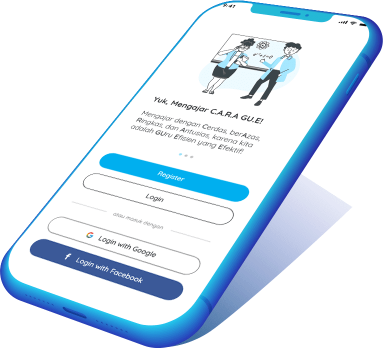 9:41
Yuk, Mengajar C.A.R.A GU.E!
Mengajar dengan Cerdas, berAzas,
Ringkas, dan Antusias, karena kita
adalah GUru Efisien yang Efektif!
Register
Login
atau masuk dengan
G Login with Google
f Login with Facebook